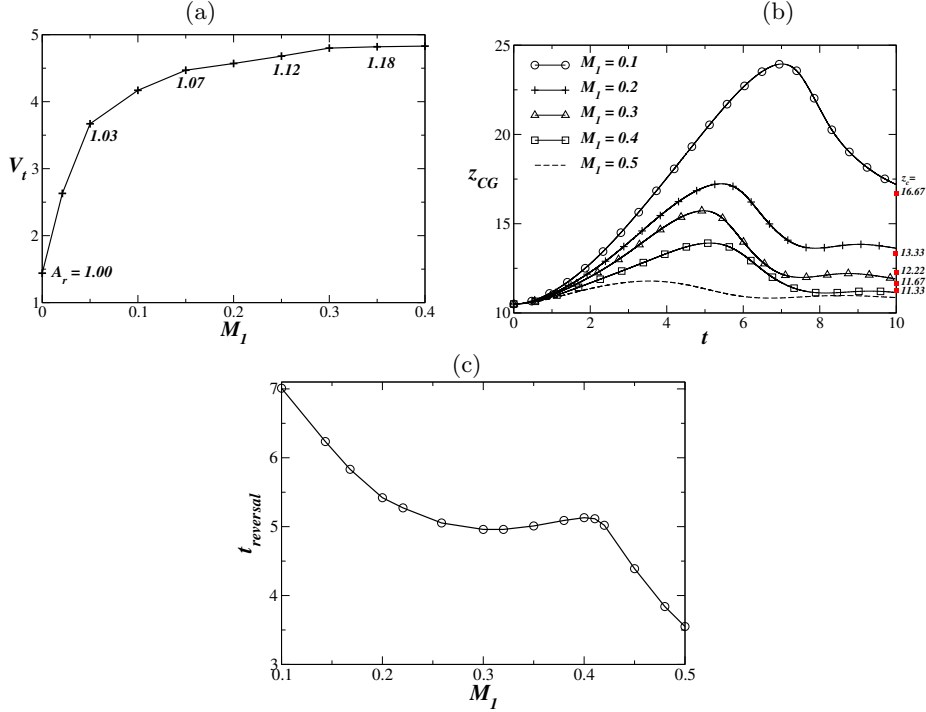 (a)
5
4
3
2
1
V_t
A_r = 1.00
1.03
1.07
1.12
1.18
0 0.1 0.2 0.3 0.4
M_1
(b)
25
20
15
10
z_CG
M_1 = 0.1
M_1 = 0.2
M_1 = 0.3
M_1 = 0.4
M_1 = 0.5
z_c=
16.67
13.33
12.22
11.67
11.33
0 2 4 6 8 10
t
(c)
7
6
5
4
3
t_reversal
0.1 0.2 0.3 0.4 0.5
M_1